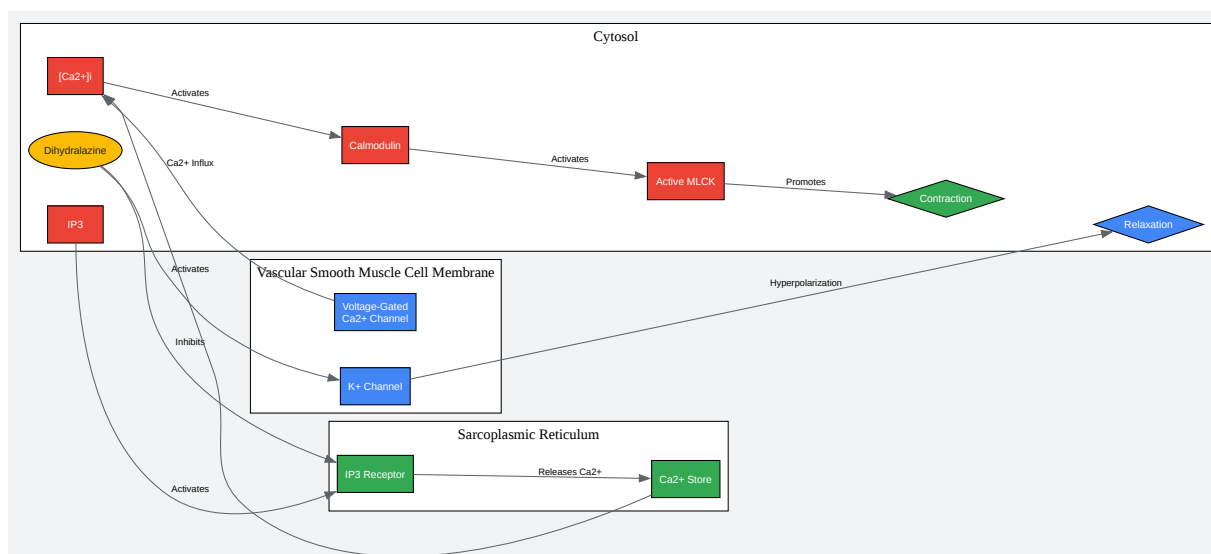 Cytosol
[Ca2+]i
Activates
Calmodulin
Dihydralazine
Ca2+ Influx
Activates
Active MLCK
Promotes
Contraction
IP3
Relaxation
Activates
Vascular Smooth Muscle Cell Membrane
Hyperpolarization
Voltage-Gated
Ca2+ Channel
Inhibits
K+ Channel
Sarcoplasmic Reticulum
IP3 Receptor
Releases Ca2+
Ca2+ Store
Activates